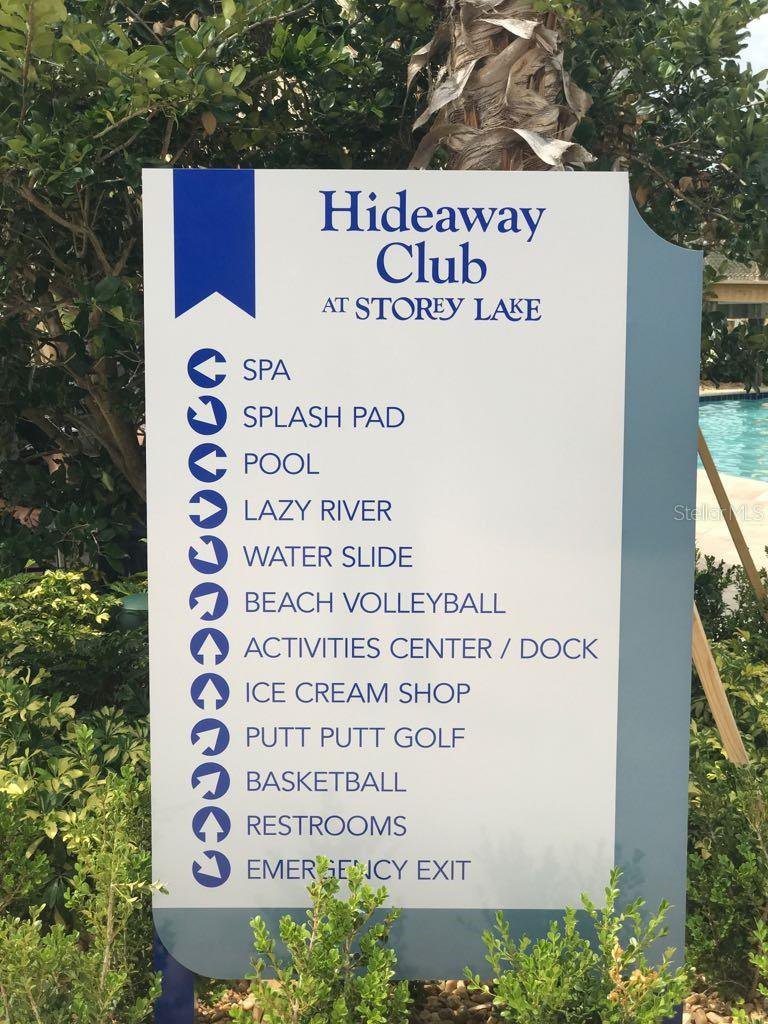 Hideaway
Club
AT STOREY LAKE
SPA
SPLASH PAD
POOL
LAZY RIVER
WATER SLIDE
BEACH VOLLEYBALL
ACTIVITIES CENTER / DOCK
ICE CREAM SHOP
PUTT PUTT GOLF
BASKETBALL
RESTROOMS
EMERGENCY EXIT
Stellar MLS